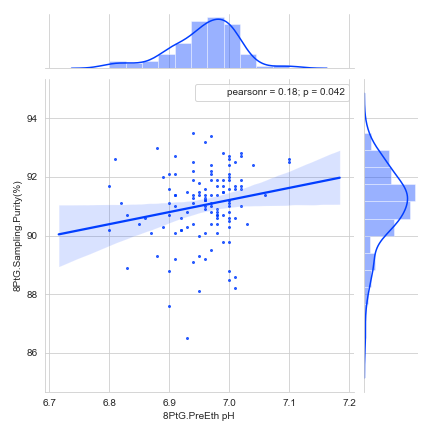 pearsonr = 0.18; p = 0.042
94
92
90
88
86
8PtG.Sampling.Purity(%)
6.7 6.8 6.9 7.0 7.1 7.2
8PtG.PreEth pH